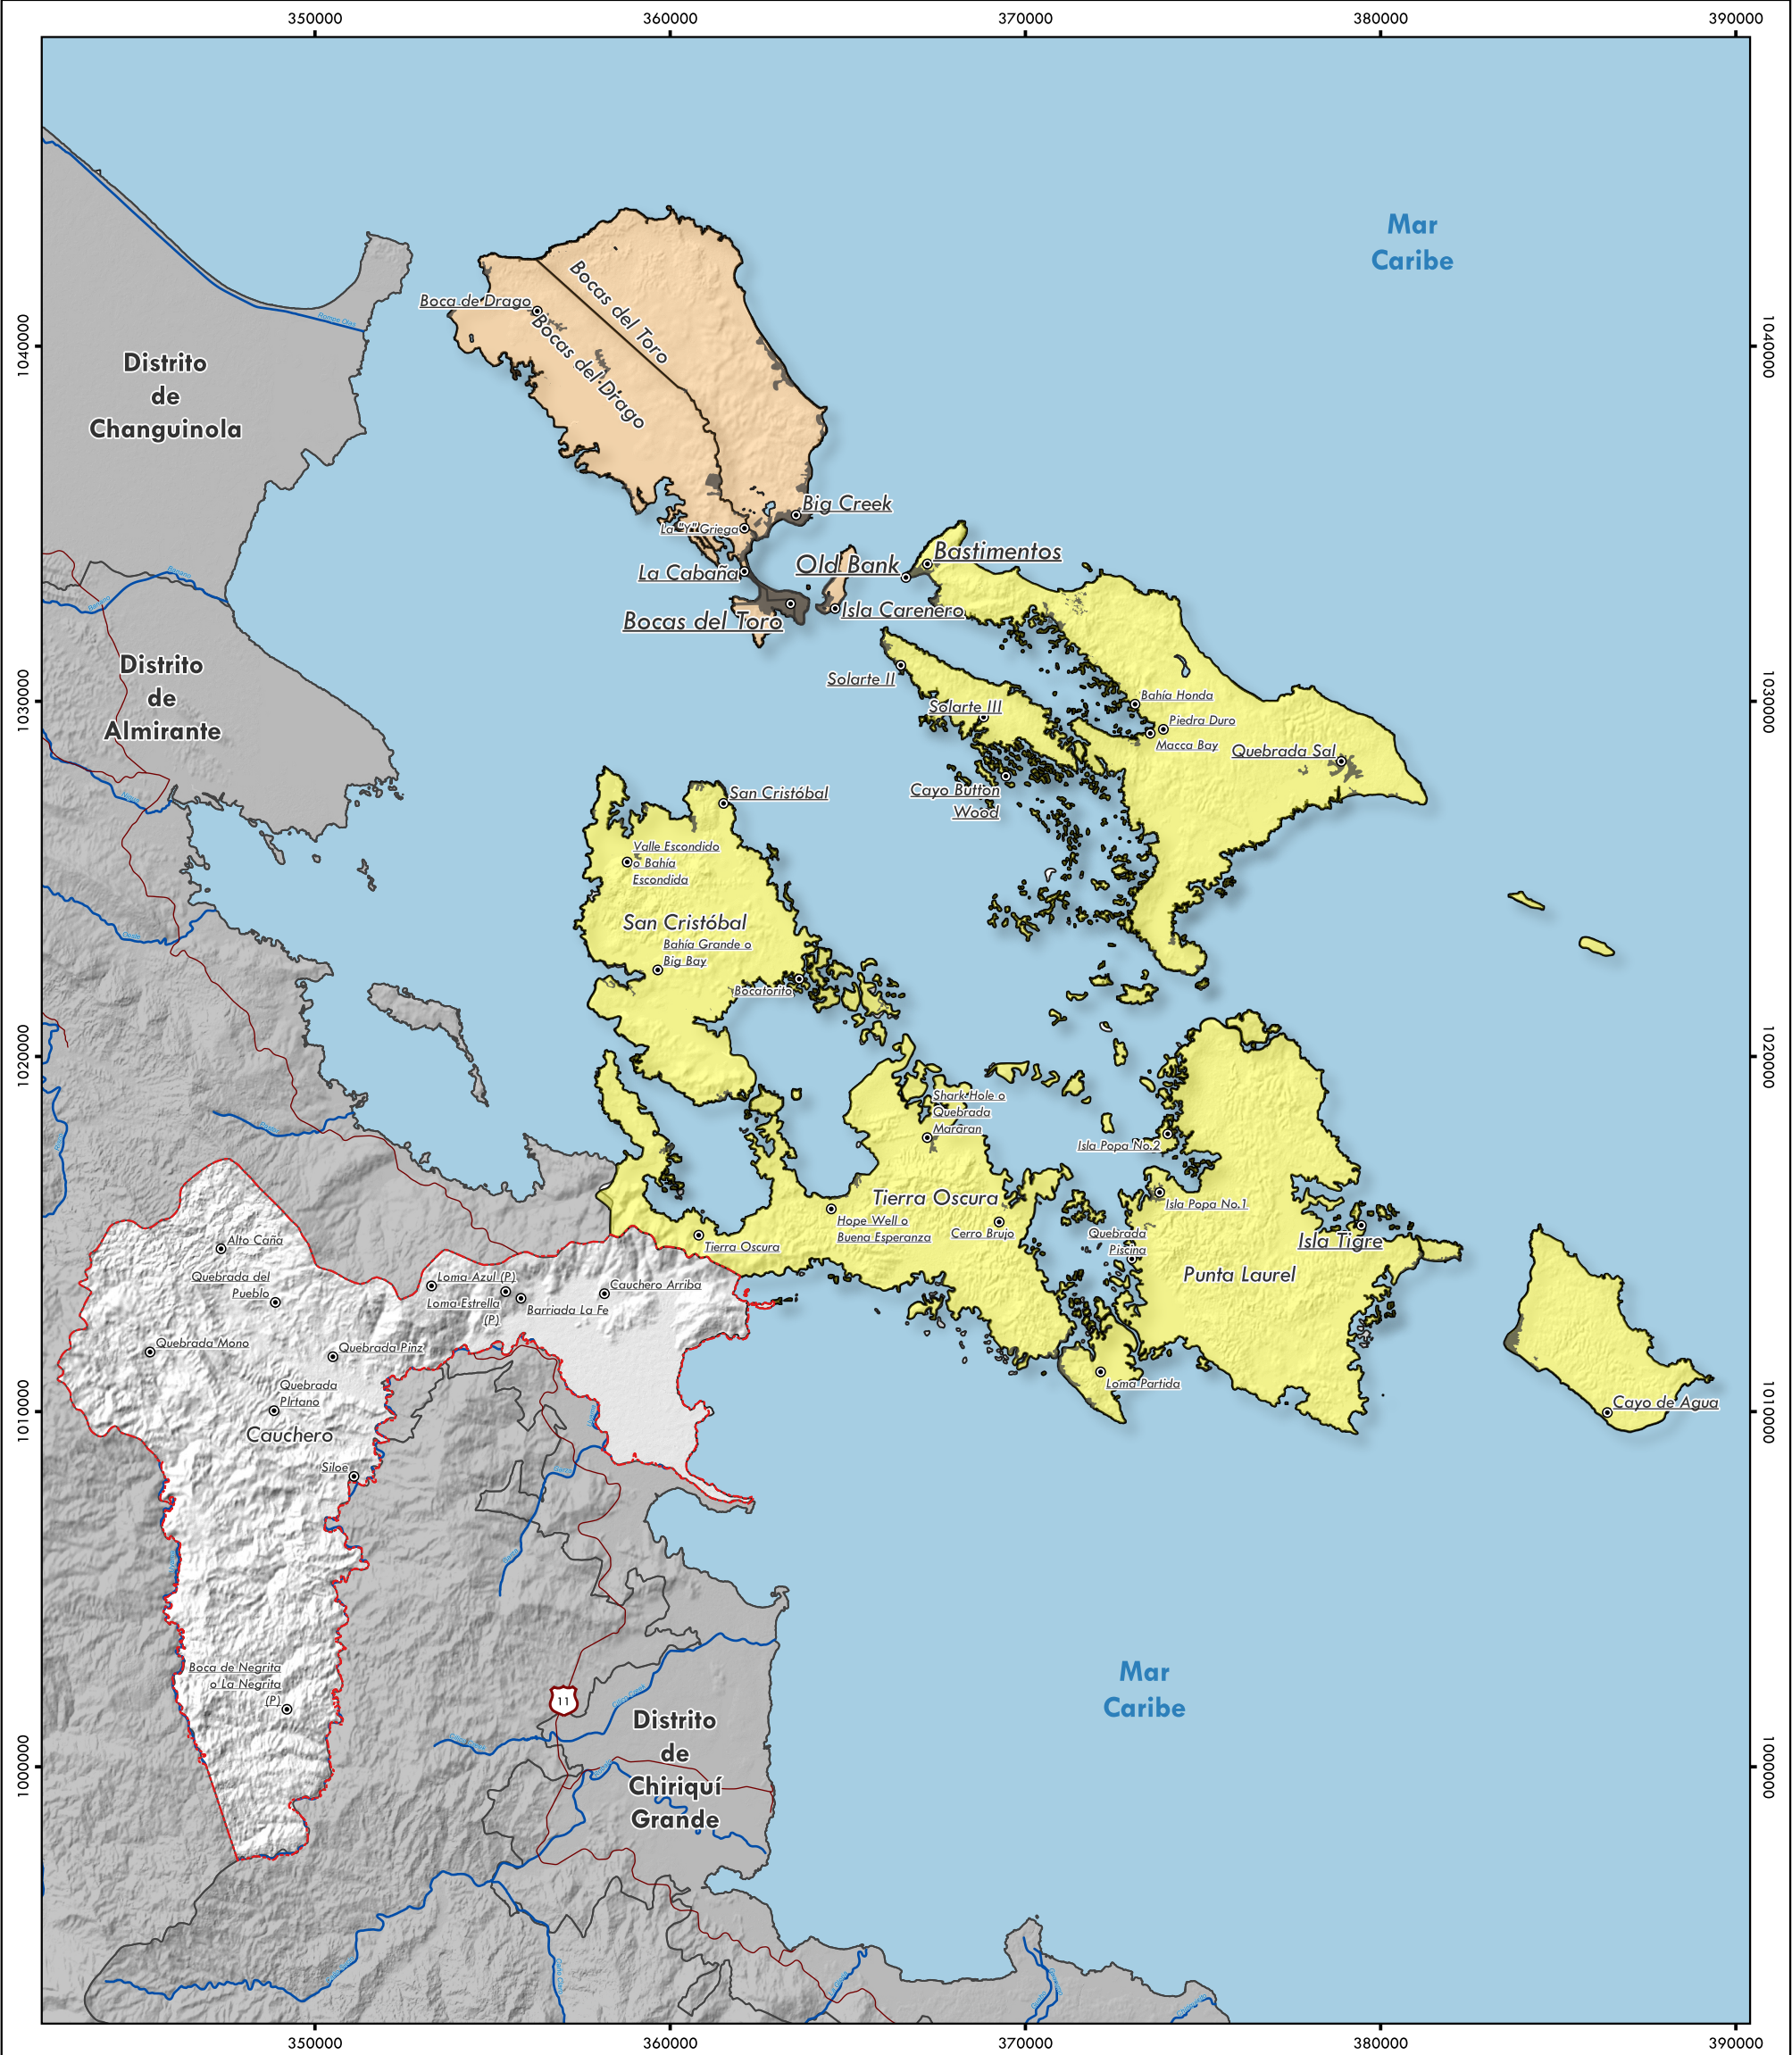 350000
360000
370000
380000
390000
1040000
1040000
Mar
Caribe
Distrito
de
Changuinola
Boca de Drago
Bocas del Toro
Bocas del Drago
Big Creek
La "Y" Griega
La Cabaña
Bocas del Toro
Isla Carenero
Old Bank
Bastimentos
Distrito
de
Almirante
1030000
1030000
Solarte II
Solarte III
Bahía Honda
Piedra Duro
Macca Bay
Quebrada Sal
Cayo Button
Wood
San Cristóbal
Valle Escondido
o Bahía
Escondida
San Cristóbal
Bahía Grande o
Big Bay
Bocatorito
1020000
1020000
Shark Hole o
Quebrada
Mararan
Isla Popa No.2
Isla Popa No.1
Tierra Oscura
Hope Well o
Buena Esperanza
Cerro Brujo
Quebrada
Piscina
Isla Tigre
Punta Laurel
Tierra Oscura
Alto Caña
Quebrada del
Pueblo
Loma Azul (P)
Loma Estrella
(P)
Barriada La Fe
Cauchero Arriba
Quebrada Mono
Quebrada Pinz
Quebrada
PIrtano
Cauchero
Siloe
Loma Partida
Cayo de Agua
1010000
1010000
Boca de Negrita
o La Negrita
(P)
11
Mar
Caribe
Distrito
de
Chiriquí
Grande
1000000
1000000
350000
360000
370000
380000
390000